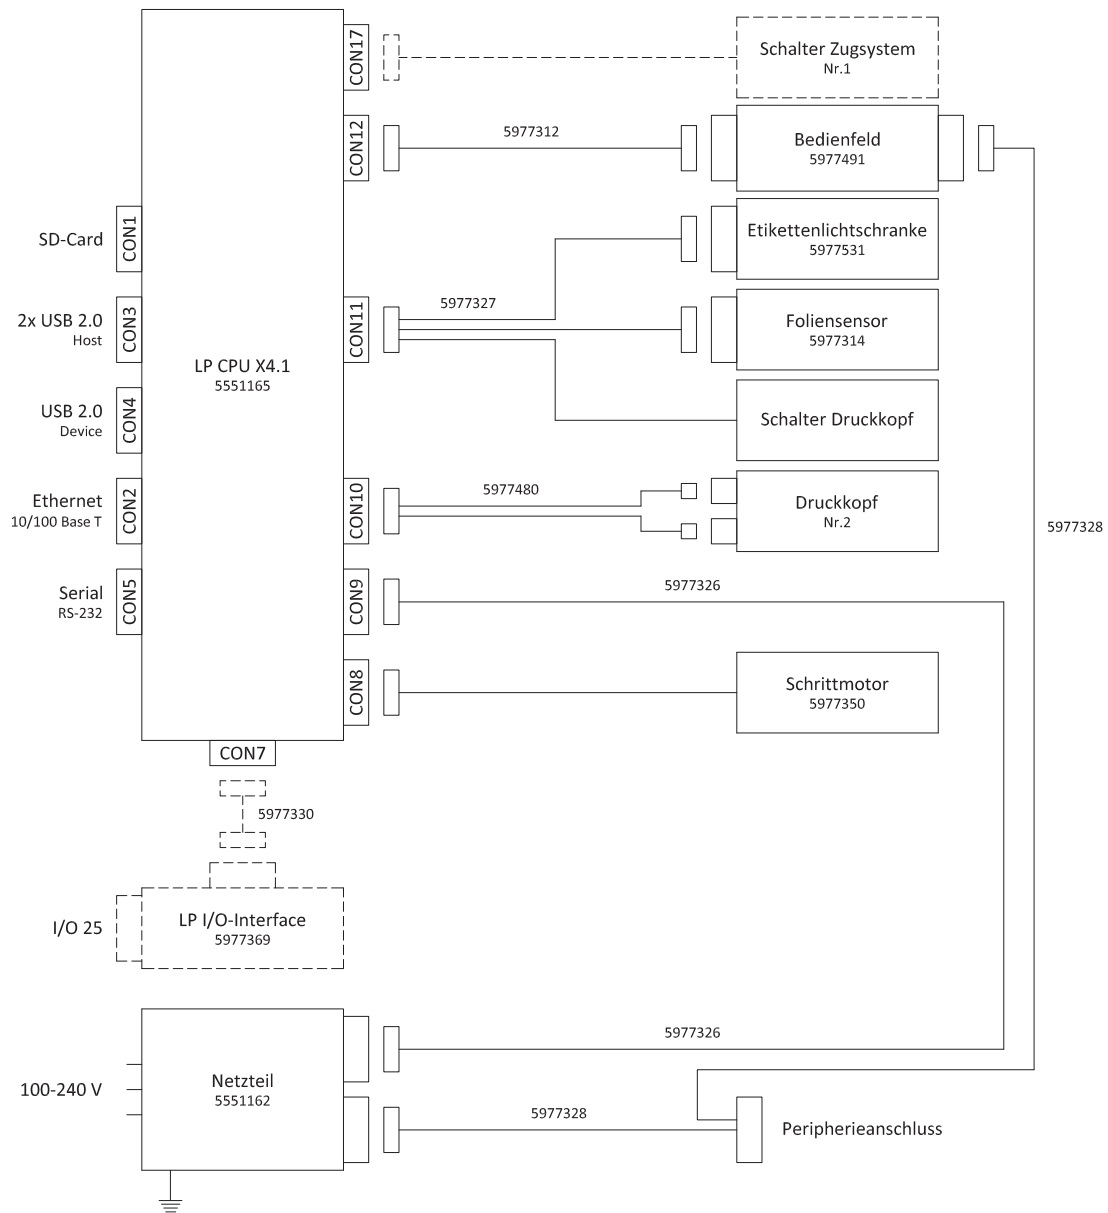 CON17
Schalter Zugsystem
Nr.1
CON12
5977312
Bedienfeld
5977491
SD-Card
CON1
Etikettenlichtschranke
5977531
2x USB 2.0
Host
CON3
CON11
5977327
Foliensensor
5977314
LP CPU X4.1
5551165
USB 2.0
Device
CON4
Schalter Druckkopf
Ethernet
10/100 Base T
CON2
CON10
5977480
Druckkopf
Nr.2
5977328
Serial
RS-232
CON5
CON9
5977326
CON8
Schrittmotor
5977350
CON7
5977330
I/O 25
LP I/O-Interface
5977369
5977326
100-240 V
Netzteil
5551162
5977328
Peripherieanschluss